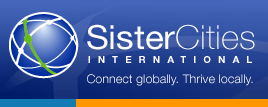 SisterCities
INTERNATIONAL
Connect globally. Thrive locally.